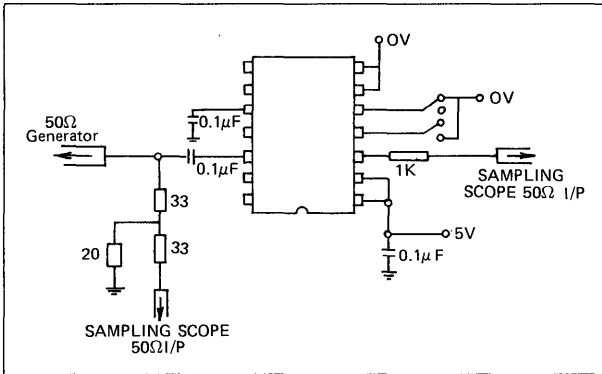 0V
0V
50Ω
Generator
0.1μF
0.1μF
1K
SAMPLING
SCOPE 50Ω I/P
33
20
33
5V
0.1μF
SAMPLING SCOPE
50ΩI/P